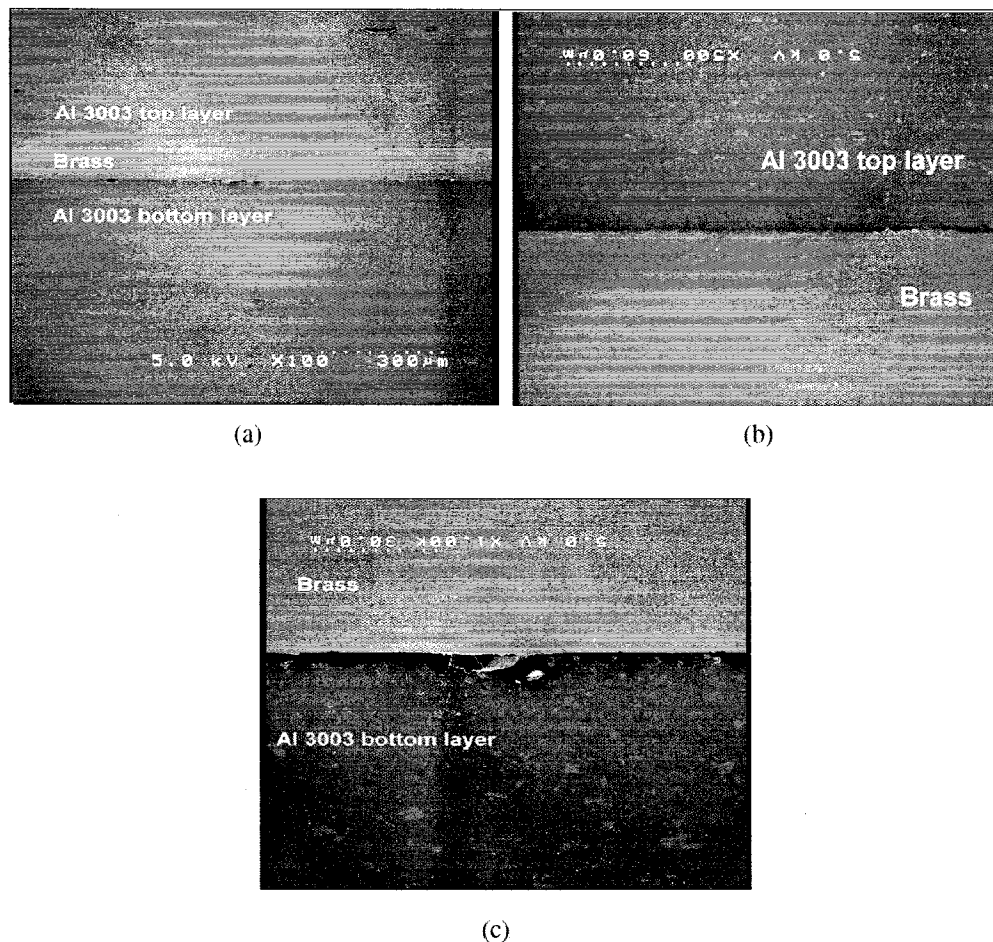 Al 3003 top layer
Brass
Al 3003 bottom layer
5.0 kV X100 300µm
(a)
5.0 kV X500 60.0µm
Al 3003 top layer
Brass
(b)
5.0 kV X1.00K 30.0µm
Brass
Al 3003 bottom layer
(c)